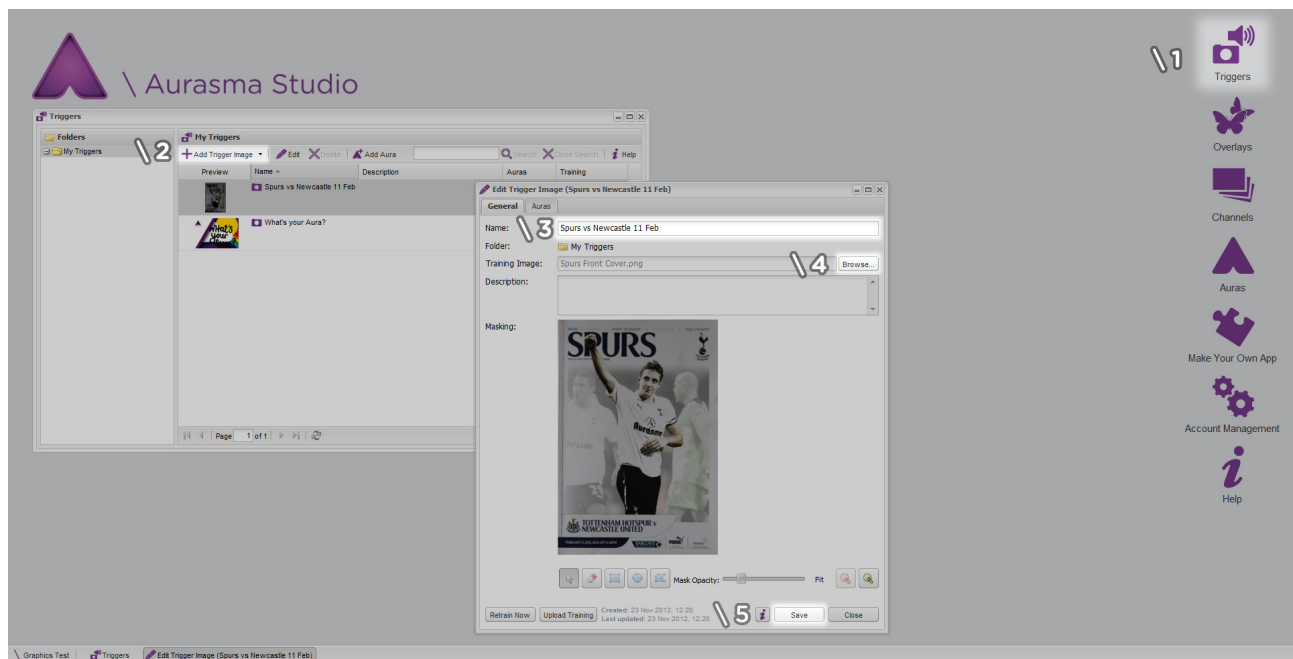 \ Aurasma Studio
\1
Triggers
Overlays
Channels
Auras
Make Your Own App
Account Management
Help
Triggers
Folders
My Triggers
My Triggers
\2
Add Trigger Image Edit Delete Add Aura Search Close Search Help
Preview Name Description Auras Training
Spurs vs Newcastle 11 Feb
What's your Aura?
What's your Aura?
Page 1 of 1
Edit Trigger Image (Spurs vs Newcastle 11 Feb)
General Auras
Name: \3 Spurs vs Newcastle 11 Feb
Folder: My Triggers
Training Image: Spurs Front Cover.png \4 Browse...
Description:
Masking:
SPURS
Aurasma
TOTTENHAM HOTSPUR v
NEWCASTLE UNITED
Mask Opacity: Fit
Retrain Now Upload Training Created: 23 Nov 2012, 12:20
Last updated: 23 Nov 2012, 12:20
\5 Save Close
Graphics Test Triggers Edit Trigger Image (Spurs vs Newcastle 11 Feb)